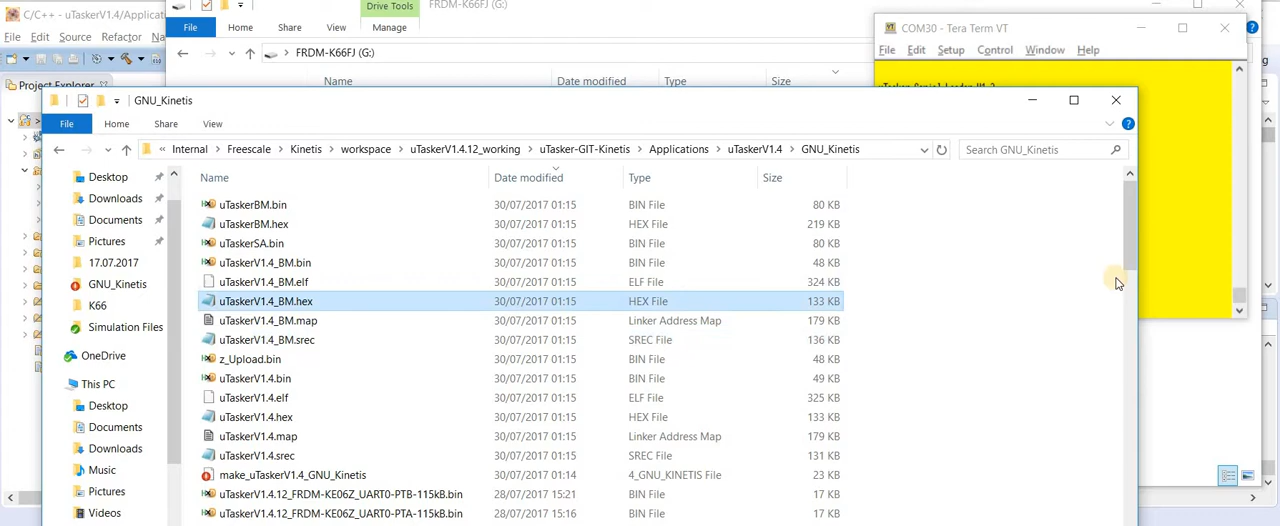 C/C++ - uTaskerV1.4/Applicati
File Edit Source Refactor Na
Project Explorer
Drive Tools
FRDM-K66FJ (G:)
File Home Share View Manage
FRDM-K66FJ (G:)
Name Date modified Type Size
COM30 - Tera Term VT
File Edit Setup Control Window Help
GNU_Kinetis
File Home Share View
« Internal Freescale Kinetis workspace uTaskerV1.4.12_working uTasker-GIT-Kinetis Applications uTaskerV1.4 GNU_Kinetis
Search GNU_Kinetis
Desktop
Downloads
Documents
Pictures
17.07.2017
GNU_Kinetis
K66
Simulation Files
OneDrive
This PC
Desktop
Documents
Downloads
Music
Pictures
Videos
Name Date modified Type Size
uTaskerBM.bin 30/07/2017 01:15 BIN File 80 KB
uTaskerBM.hex 30/07/2017 01:15 HEX File 219 KB
uTaskerSA.bin 30/07/2017 01:15 BIN File 80 KB
uTaskerV1.4_BM.bin 30/07/2017 01:15 BIN File 48 KB
uTaskerV1.4_BM.elf 30/07/2017 01:15 ELF File 324 KB
uTaskerV1.4_BM.hex 30/07/2017 01:15 HEX File 133 KB
uTaskerV1.4_BM.map 30/07/2017 01:15 Linker Address Map 179 KB
uTaskerV1.4_BM.srec 30/07/2017 01:15 SREC File 136 KB
z_Upload.bin 30/07/2017 01:15 BIN File 48 KB
uTaskerV1.4.bin 30/07/2017 01:15 BIN File 49 KB
uTaskerV1.4.elf 30/07/2017 01:15 ELF File 325 KB
uTaskerV1.4.hex 30/07/2017 01:15 HEX File 133 KB
uTaskerV1.4.map 30/07/2017 01:15 Linker Address Map 179 KB
uTaskerV1.4.srec 30/07/2017 01:15 SREC File 131 KB
make_uTaskerV1.4_GNU_Kinetis 30/07/2017 01:14 4_GNU_KINETIS File 23 KB
uTaskerV1.4.12_FRDM-KE06Z_UART0-PTB-115kB.bin 28/07/2017 15:21 BIN File 17 KB
uTaskerV1.4.12_FRDM-KE06Z_UART0-PTA-115kB.bin 28/07/2017 15:16 BIN File 17 KB